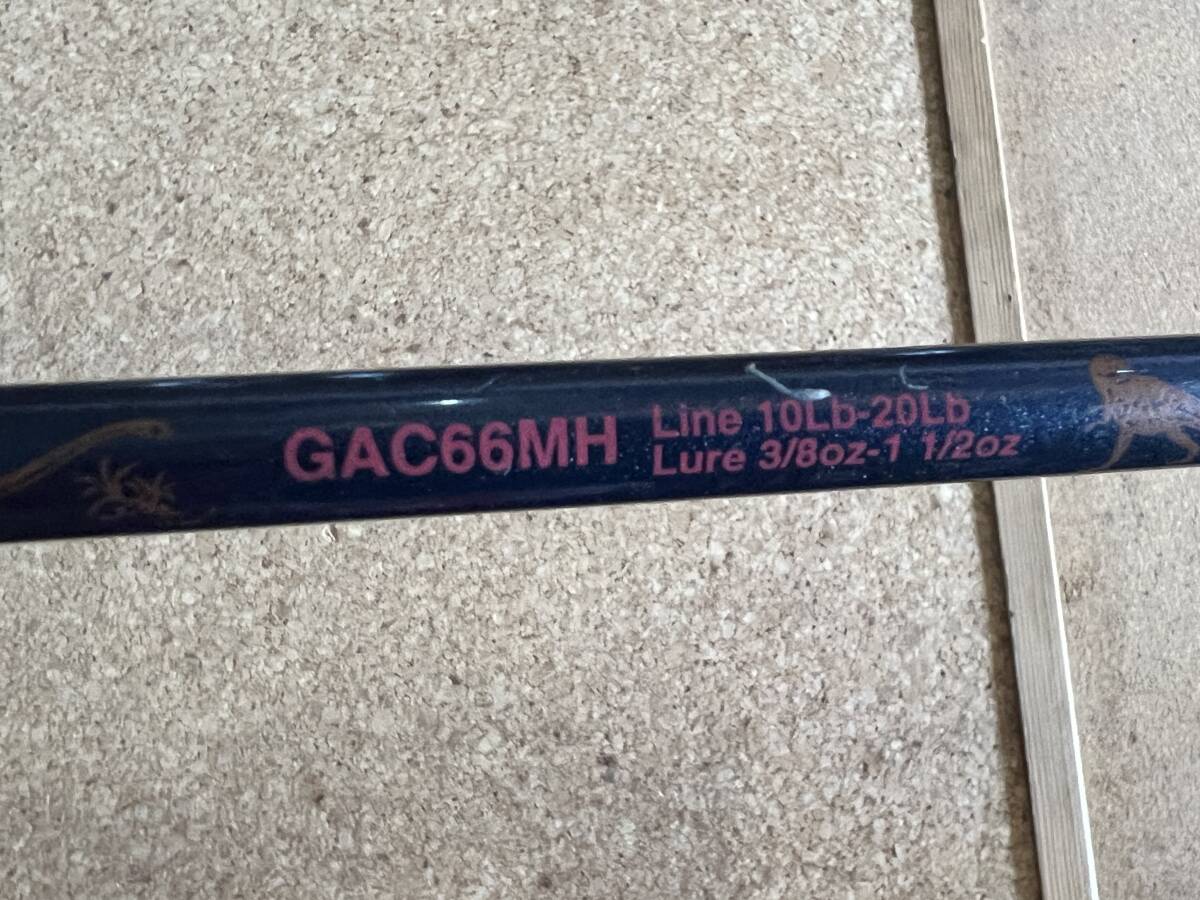 GAC66MH
Line 10Lb-20Lb
Lure 3/8oz-1 1/2oz